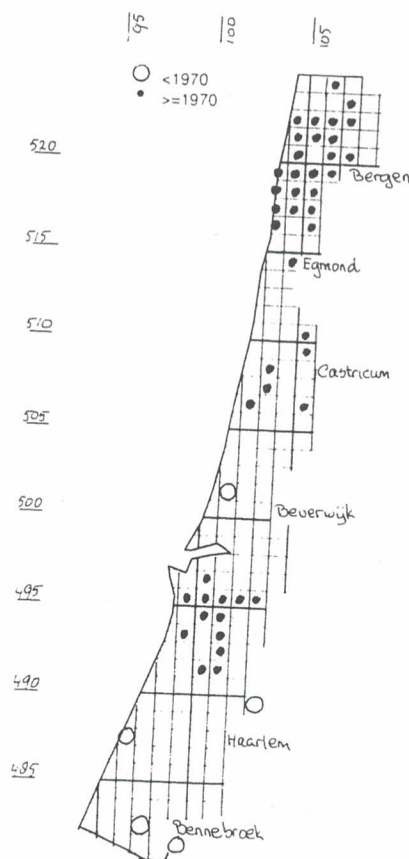 95
100
105
<1970
>=1970
520
Bergen
515
Egmond
510
Castricum
505
500
Beverwijk
495
490
Haarlem
485
Bennebroek